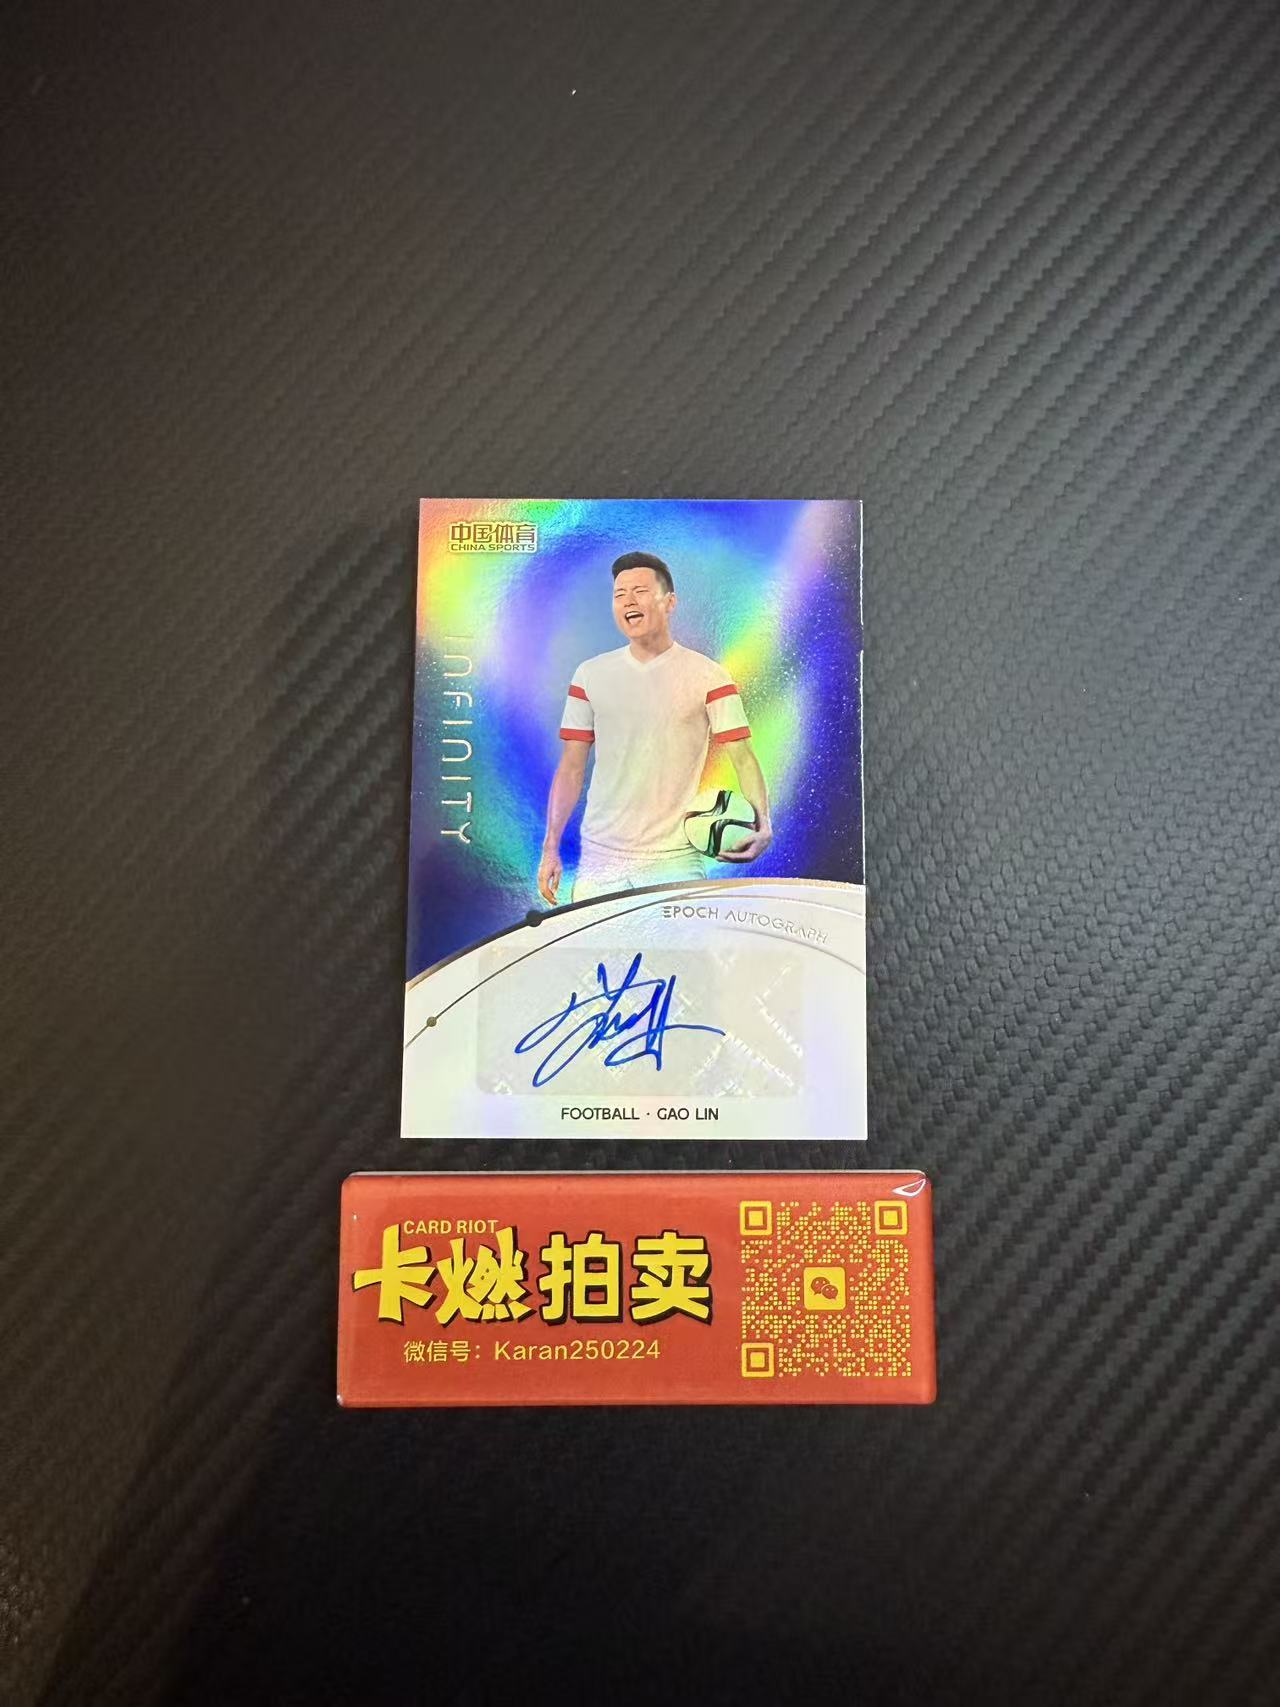 中国体育
CHINA SPORTS
INFINITY
EPOCH AUTOGRAPH
FOOTBALL · GAO LIN
CARD RIOT
卡燃拍卖
微信号：Karan250224